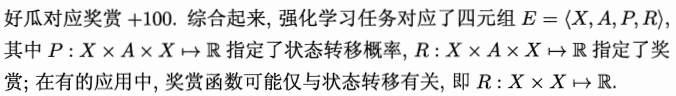 好瓜对应奖赏 +100. 综合起来, 强化学习任务对应了四元组 E = ⟨X, A, P, R⟩,
其中 P : X × A × X ↦ ℝ 指定了状态转移概率, R : X × A × X ↦ ℝ 指定了奖
赏; 在有的应用中, 奖赏函数可能仅与状态转移有关, 即 R : X × X ↦ ℝ.